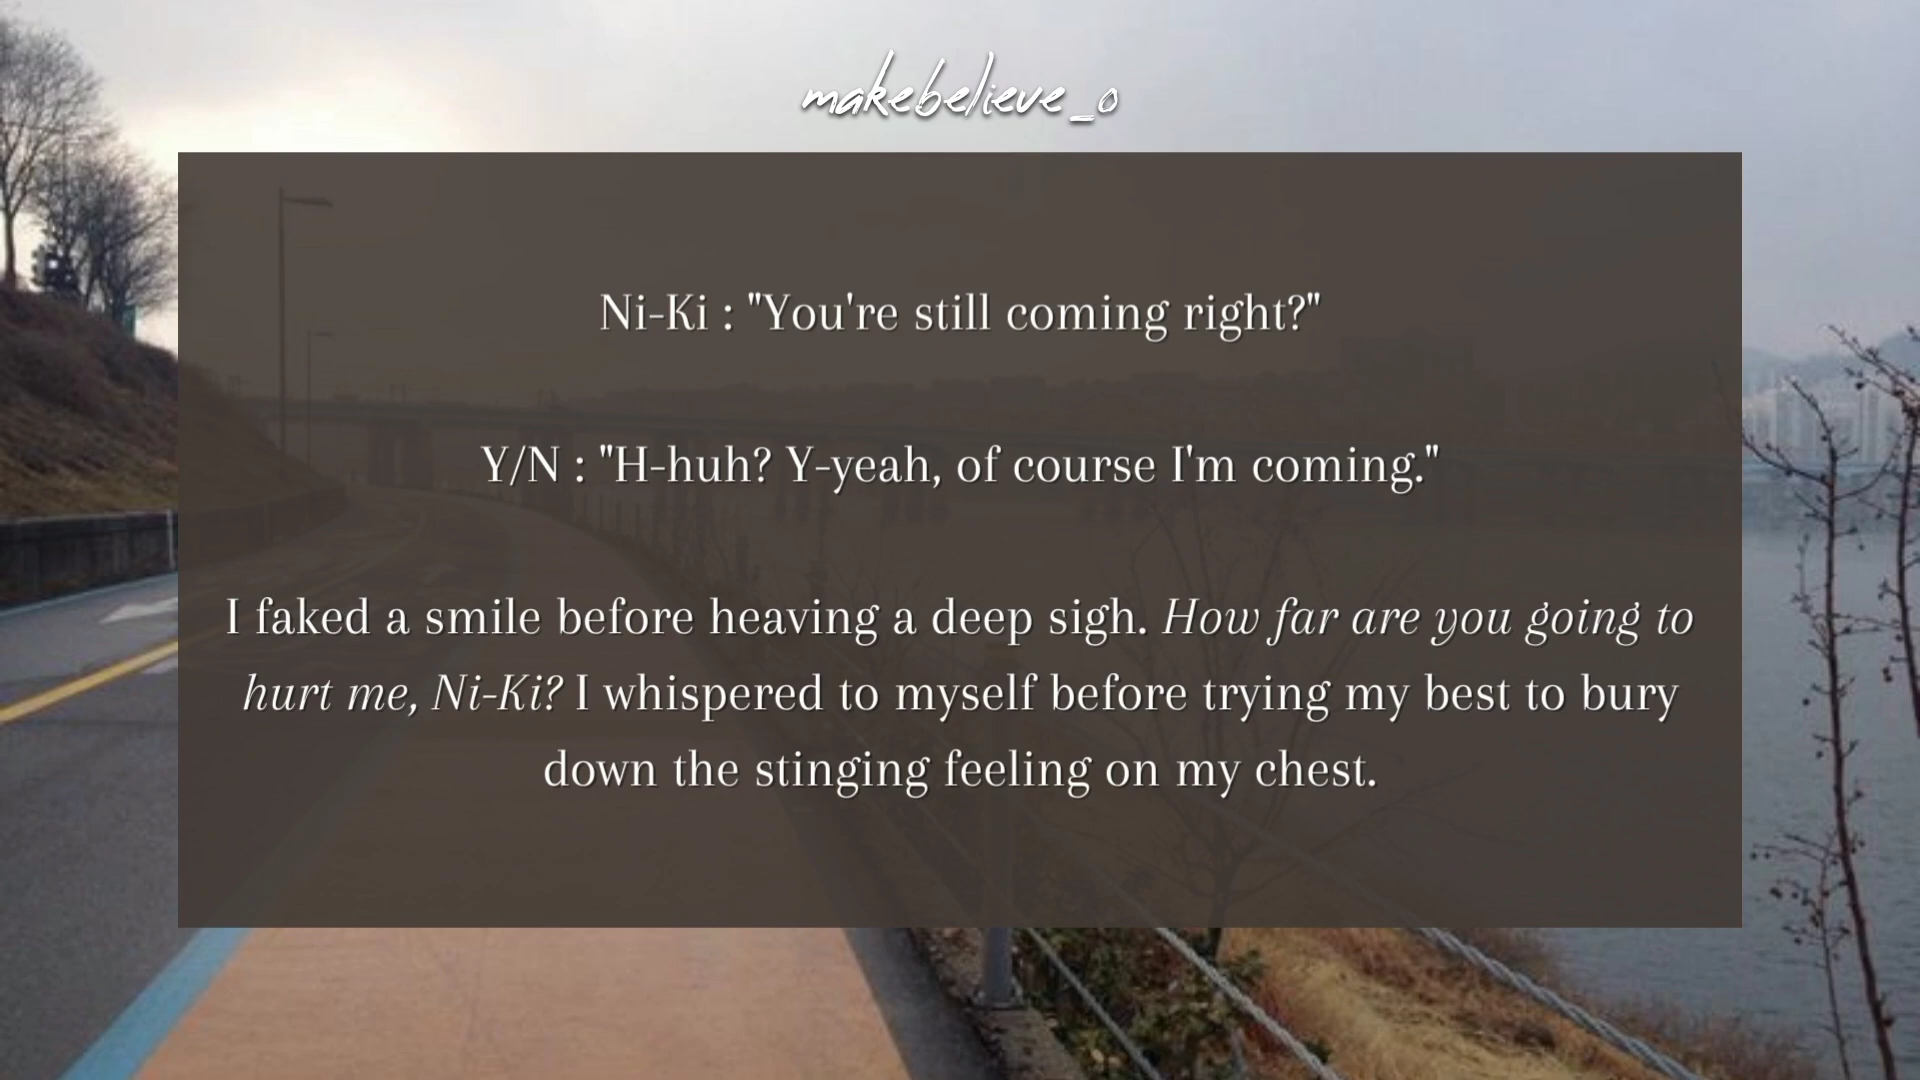 makebelieve_o
Ni-Ki : "You're still coming right?"
Y/N : "H-huh? Y-yeah, of course I'm coming."
I faked a smile before heaving a deep sigh. How far are you going to
hurt me, Ni-Ki? I whispered to myself before trying my best to bury
down the stinging feeling on my chest.